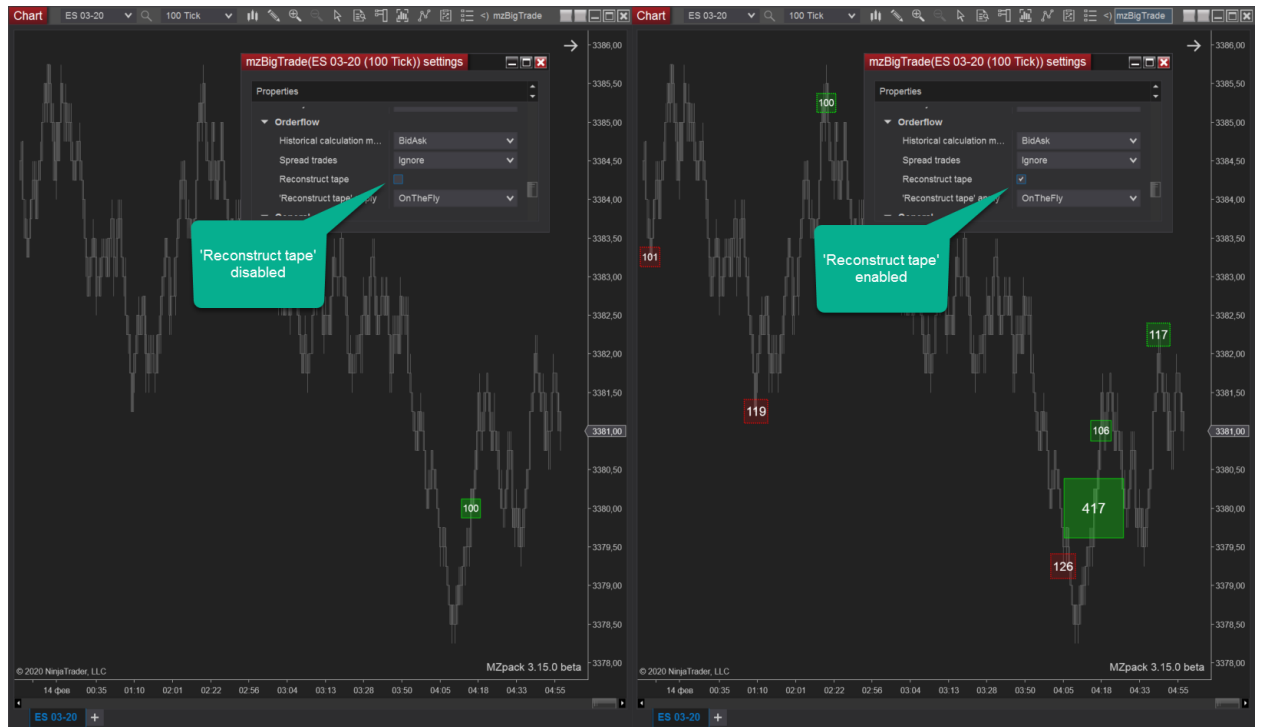 Chart ES 03-20 100 Tick <) mzBigTrade
mzBigTrade(ES 03-20 (100 Tick)) settings
Properties
Orderflow
Historical calculation m... BidAsk
Spread trades Ignore
Reconstruct tape
'Reconstruct tape' OnTheFly
'Reconstruct tape'
disabled
100
3386,00
3385,50
3385,00
3384,50
3384,00
3383,50
3383,00
3382,50
3382,00
3381,50
3381,00
3380,50
3380,00
3379,50
3379,00
3378,50
3378,00
© 2020 NinjaTrader, LLC
MZpack 3.15.0 beta
14 фев 00:35 01:10 02:01 02:22 02:56 03:04 03:13 03:28 03:50 04:05 04:18 04:33 04:55
ES 03-20 +
Chart ES 03-20 100 Tick <) mzBigTrade
mzBigTrade(ES 03-20 (100 Tick)) settings
Properties
Orderflow
Historical calculation m... BidAsk
Spread trades Ignore
Reconstruct tape
'Reconstruct tape' OnTheFly
'Reconstruct tape'
enabled
100
101
117
119
106
417
126
3386,00
3385,50
3385,00
3384,50
3384,00
3383,50
3383,00
3382,50
3382,00
3381,50
3381,00
3380,50
3380,00
3379,50
3379,00
3378,50
3378,00
© 2020 NinjaTrader, LLC
MZpack 3.15.0 beta
14 фев 00:35 01:10 02:01 02:22 02:56 03:04 03:13 03:28 03:50 04:05 04:18 04:33 04:55
ES 03-20 +